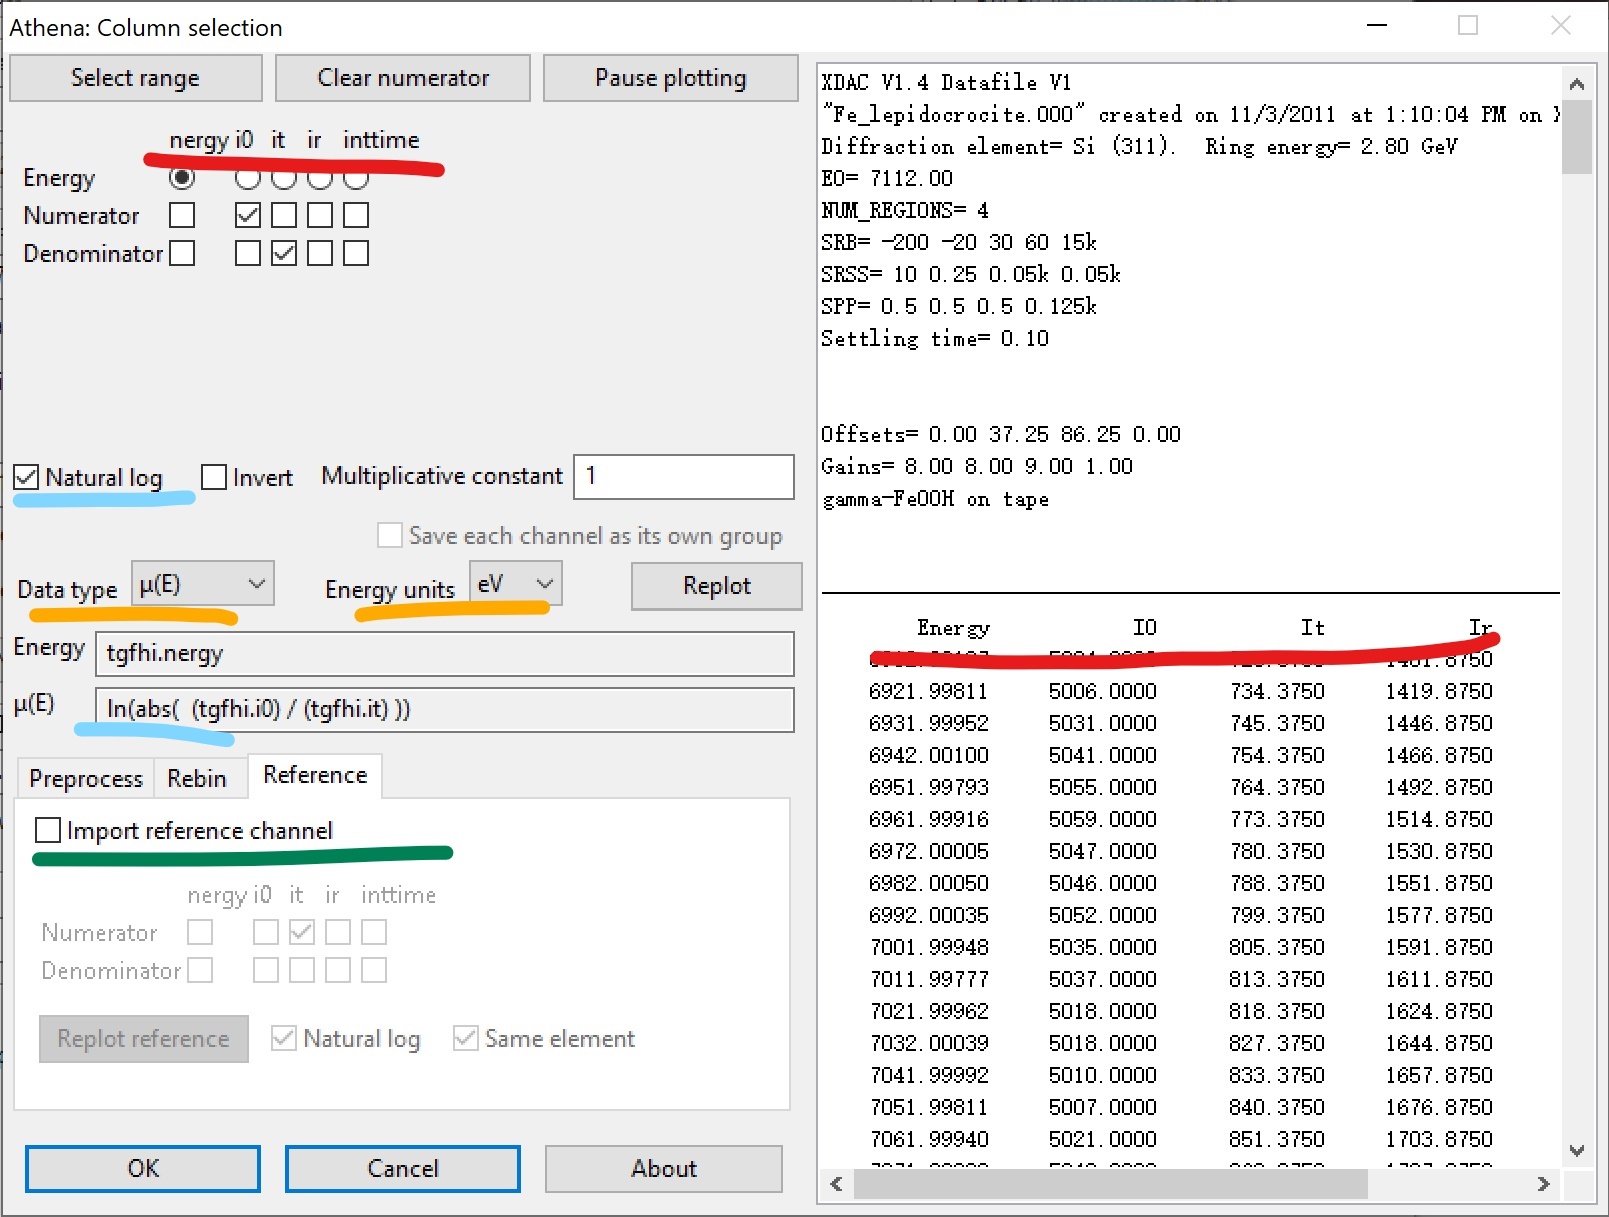 Athena: Column selection
Select range Clear numerator Pause plotting
nergy i0 it ir inttime
Energy
Numerator
Denominator
Natural log Invert Multiplicative constant 1
Save each channel as its own group
Data type μ(E) Energy units eV Replot
Energy tgfhi.nergy
μ(E) ln(abs( (tgfhi.i0) / (tgfhi.it) ))
Preprocess Rebin Reference
Import reference channel
nergy i0 it ir inttime
Numerator
Denominator
Replot reference Natural log Same element
OK Cancel About
XDAC V1.4 Datafile V1
"Fe_lepidocrocite.000" created on 11/3/2011 at 1:10:04 PM on
Diffraction element= Si (311). Ring energy= 2.80 GeV
E0= 7112.00
NUM_REGIONS= 4
SRB= -200 -20 30 60 15k
SRSS= 10 0.25 0.05k 0.05k
SPP= 0.5 0.5 0.5 0.125k
Settling time= 0.10
Offsets= 0.00 37.25 86.25 0.00
Gains= 8.00 8.00 9.00 1.00
gamma-FeOOH on tape
Energy I0 It Ir
6921.99811 5006.0000 734.3750 1419.8750
6931.99952 5031.0000 745.3750 1446.8750
6942.00100 5041.0000 754.3750 1466.8750
6951.99793 5055.0000 764.3750 1492.8750
6961.99916 5059.0000 773.3750 1514.8750
6972.00005 5047.0000 780.3750 1530.8750
6982.00050 5046.0000 788.3750 1551.8750
6992.00035 5052.0000 799.3750 1577.8750
7001.99948 5035.0000 805.3750 1591.8750
7011.99777 5037.0000 813.3750 1611.8750
7021.99962 5018.0000 818.3750 1624.8750
7032.00039 5018.0000 827.3750 1644.8750
7041.99992 5010.0000 833.3750 1657.8750
7051.99811 5007.0000 840.3750 1676.8750
7061.99940 5021.0000 851.3750 1703.8750